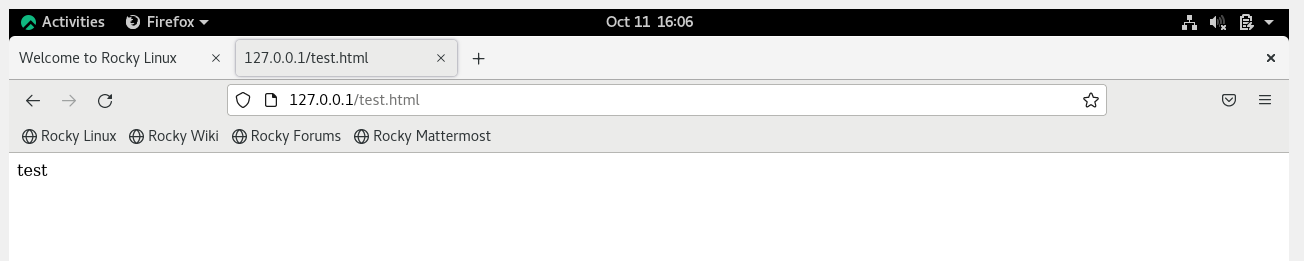 Activities Firefox Oct 11 16:06
Welcome to Rocky Linux 127.0.0.1/test.html
127.0.0.1/test.html
Rocky Linux Rocky Wiki Rocky Forums Rocky Mattermost
test